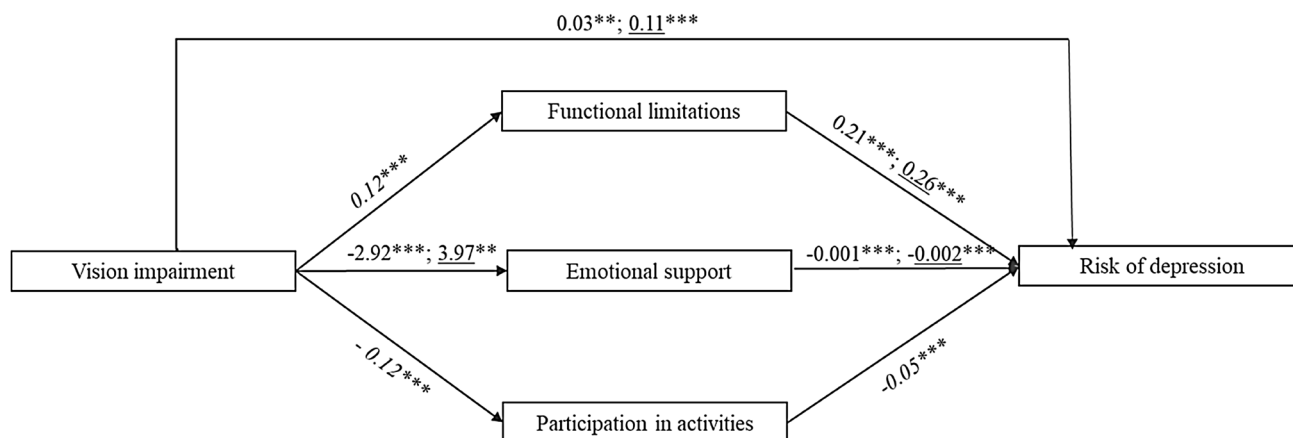 0.03**; 0.11***
Functional limitations
0.12***
0.21***; 0.26***
Vision impairment
-2.92***; 3.97**
Emotional support
-0.001***; -0.002***
Risk of depression
- 0.12***
-0.05***
Participation in activities